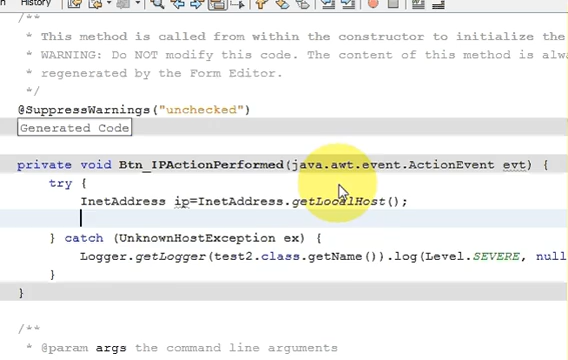 History
/**
* This method is called from within the constructor to initialize the
* WARNING: Do NOT modify this code. The content of this method is alwa
* regenerated by the Form Editor.
*/
@SuppressWarnings("unchecked")
Generated Code
private void Btn_IPActionPerformed(java.awt.event.ActionEvent evt) {
try {
InetAddress ip=InetAddress.getLocalHost();
} catch (UnknownHostException ex) {
Logger.getLogger(test2.class.getName()).log(Level.SEVERE, null
}
}
/**
* @param args the command line arguments